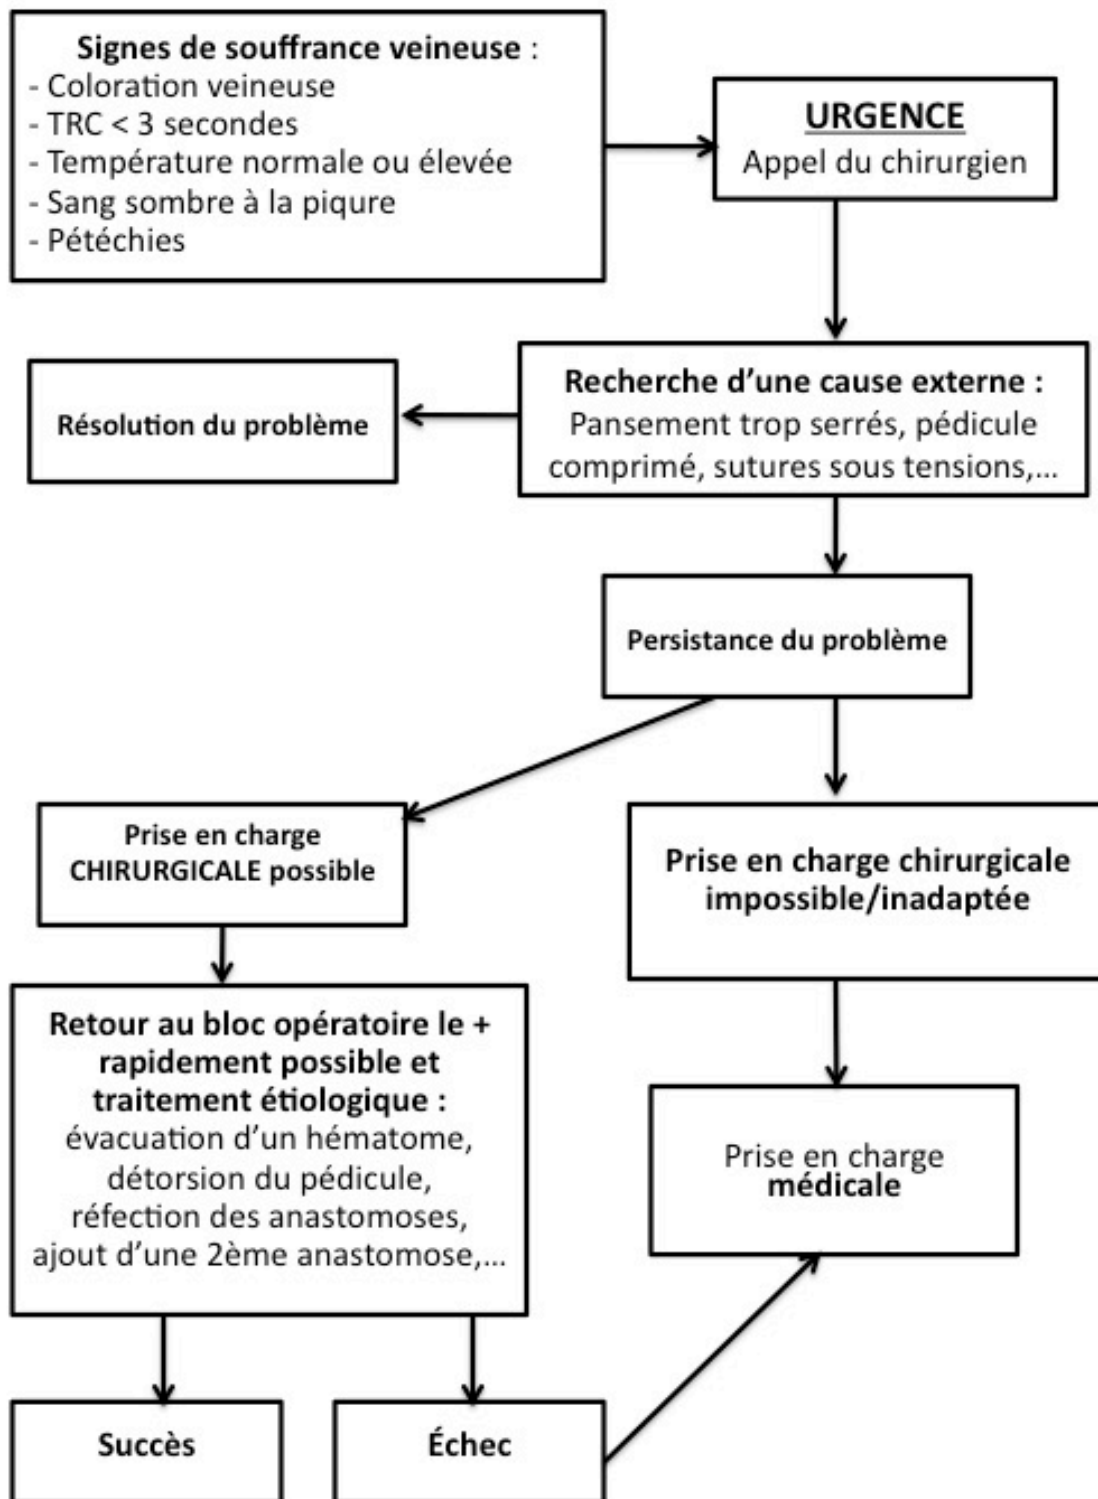 Signes de souffrance veineuse :
- Coloration veineuse
- TRC < 3 secondes
- Température normale ou élevée
- Sang sombre à la piqure
- Pétéchies
URGENCE
Appel du chirurgien
Recherche d’une cause externe :
Pansement trop serrés, pédicule
comprimé, sutures sous tensions,...
Résolution du problème
Persistance du problème
Prise en charge
CHIRURGICALE possible
Prise en charge chirurgicale
impossible/inadaptée
Retour au bloc opératoire le +
rapidement possible et
traitement étiologique :
évacuation d’un hématome,
détorsion du pédicule,
réfection des anastomoses,
ajout d’une 2ème anastomose,...
Prise en charge
médicale
Succès
Échec